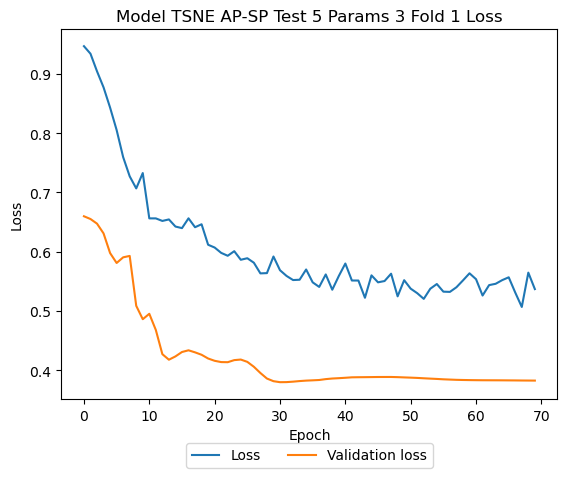 Model TSNE AP-SP Test 5 Params 3 Fold 1 Loss
Loss
0.9
0.8
0.7
0.6
0.5
0.4
0 10 20 30 40 50 60 70
Epoch
Loss Validation loss